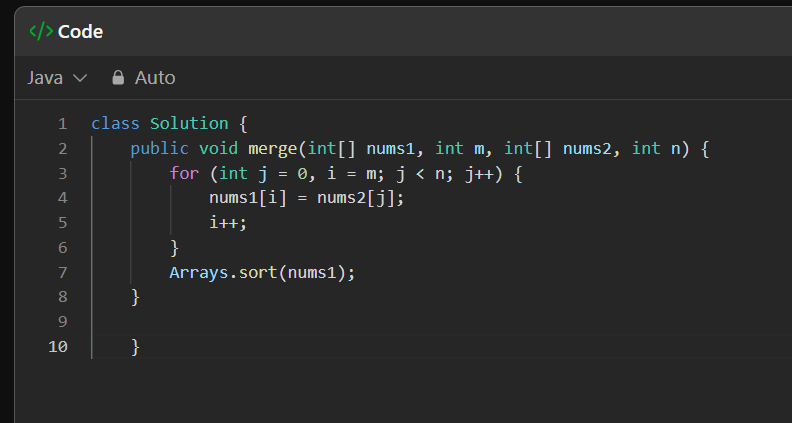 </> Code
Java Auto
1 class Solution {
2 public void merge(int[] nums1, int m, int[] nums2, int n) {
3 for (int j = 0, i = m; j < n; j++) {
4 nums1[i] = nums2[j];
5 i++;
6 }
7 Arrays.sort(nums1);
8 }
9
10 }